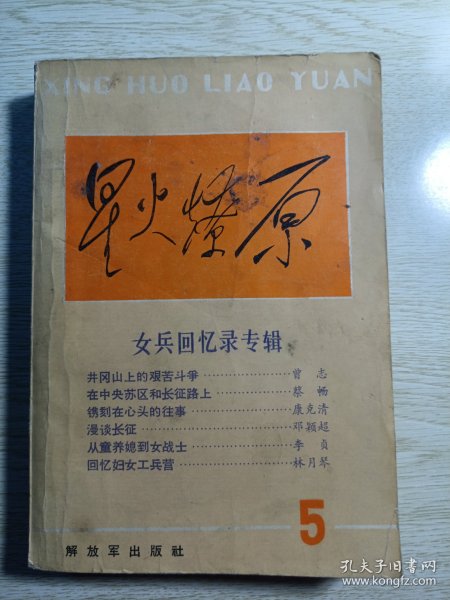 XING HUO LIAO YUAN
星火燎原
女兵回忆录专辑
井冈山上的艰苦斗争……………………曾 志
在中央苏区和长征路上……………………蔡 畅
镌刻在心头的往事……………………康克清
漫谈长征……………………邓颖超
从童养媳到女战士……………………李 贞
回忆妇女工兵营……………………林月琴
5
解放军出版社
孔夫子旧书网
www.kongfz.com